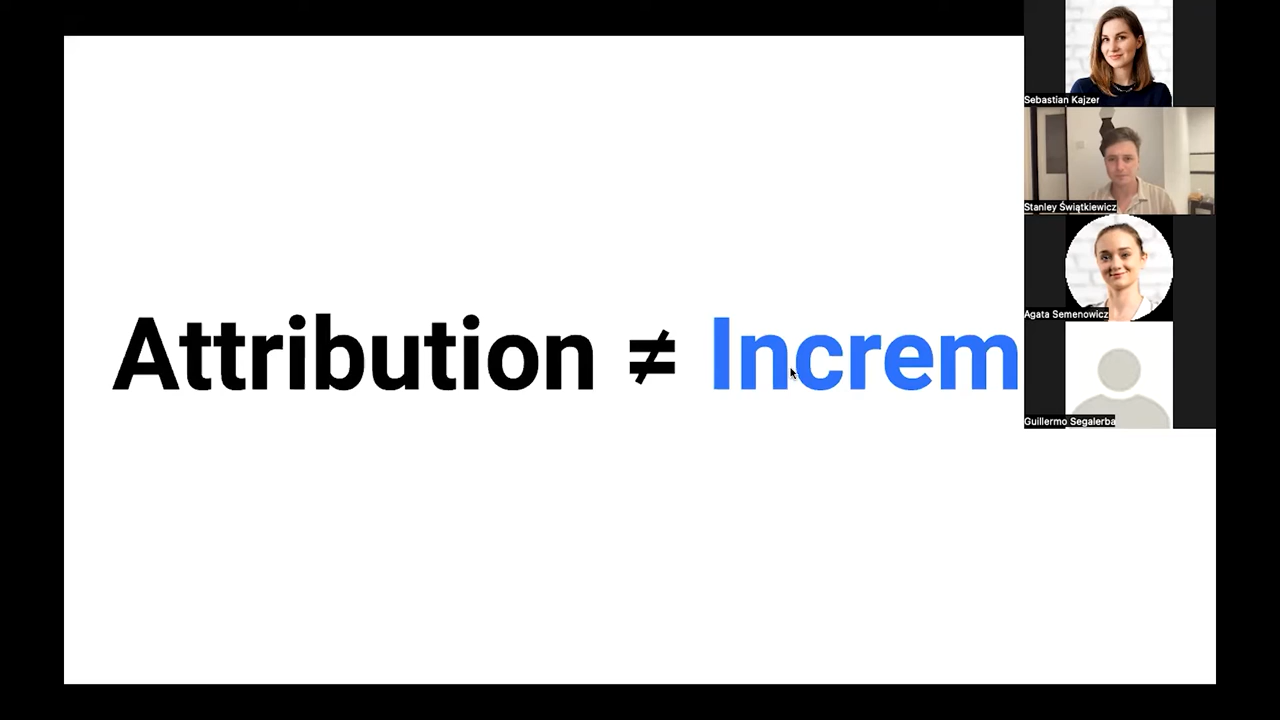 Sebastian Kajzer
Stanley Świątkiewicz
Agata Semenowicz
Attribution ≠ Increm
Guillermo Segalerba